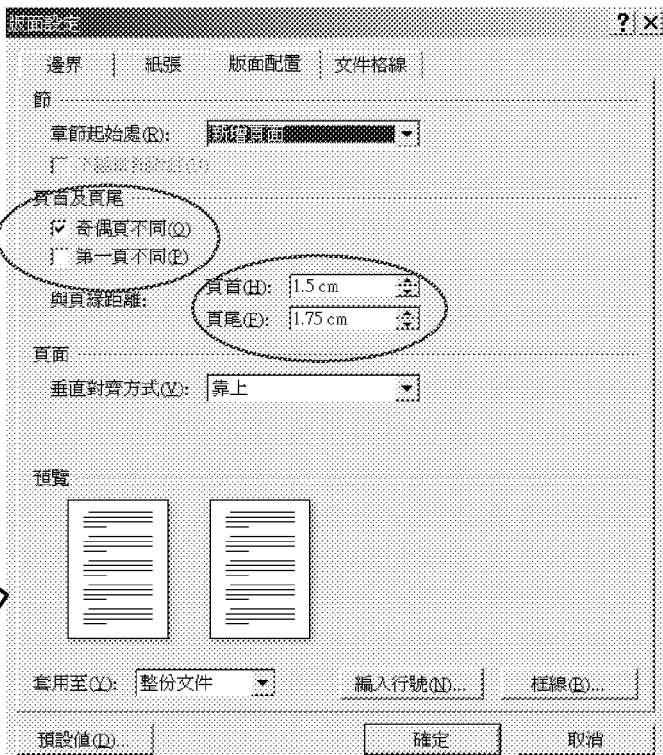 版面設定
邊界 紙張 版面配置 文件格線
節
章節起始處(R): 新增頁面
頁首及頁尾
奇偶頁不同(O)
第一頁不同(P)
與頁緣距離:
頁首(H): 1.5 cm
頁尾(F): 1.75 cm
頁面
垂直對齊方式(V): 靠上
預覽
套用至(Y): 整份文件 編入行號(N)... 框線(B)...
預設值(D)... 確定 取消